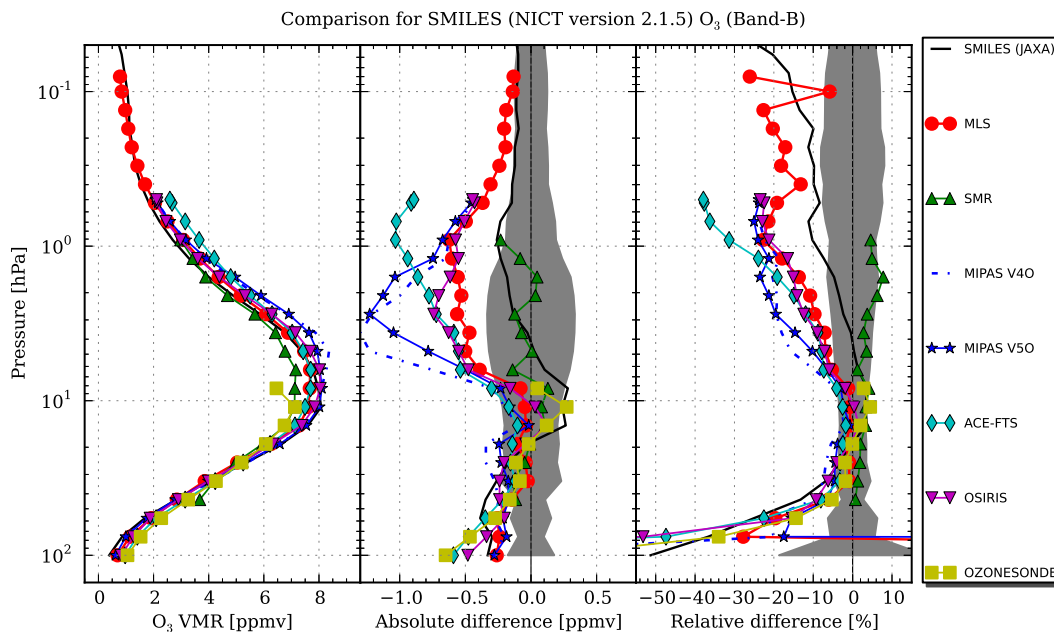 Comparison for SMILES (NICT version 2.1.5) O3 (Band-B)
Pressure [hPa]
10^-1
10^0
10^1
10^2
0 2 4 6 8
O3 VMR [ppmv]
−1.0 −0.5 0.0 0.5
Absolute difference [ppmv]
−50 −40 −30 −20 −10 0 10
Relative difference [%]
SMILES (JAXA)
MLS
SMR
MIPAS V4O
MIPAS V5O
ACE-FTS
OSIRIS
OZONESONDE